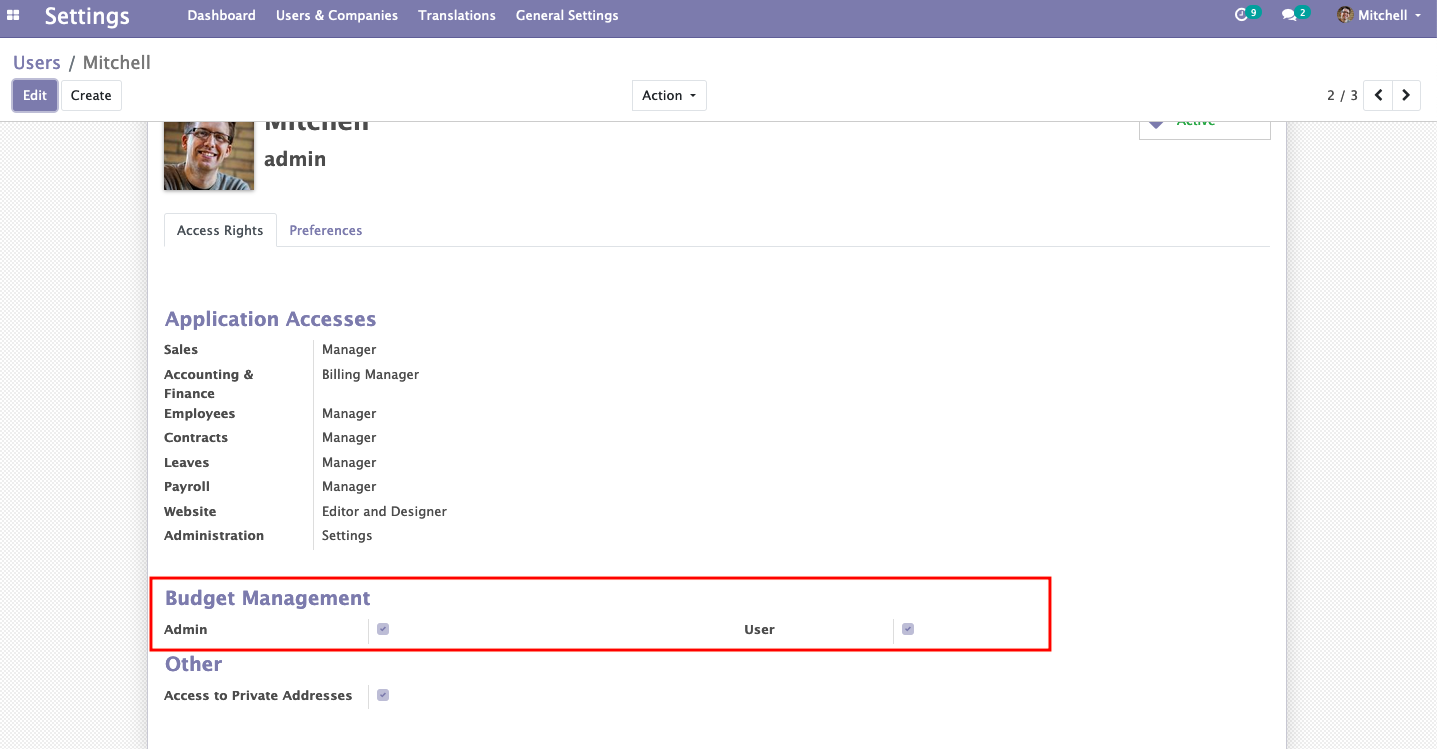 Settings Dashboard Users & Companies Translations General Settings 9 2 Mitchell
Users / Mitchell
Edit Create Action 2 / 3
Mitchell Active
admin
Access Rights Preferences
Application Accesses
Sales Manager
Accounting & Billing Manager
Finance
Employees Manager
Contracts Manager
Leaves Manager
Payroll Manager
Website Editor and Designer
Administration Settings
Budget Management
Admin User
Other
Access to Private Addresses